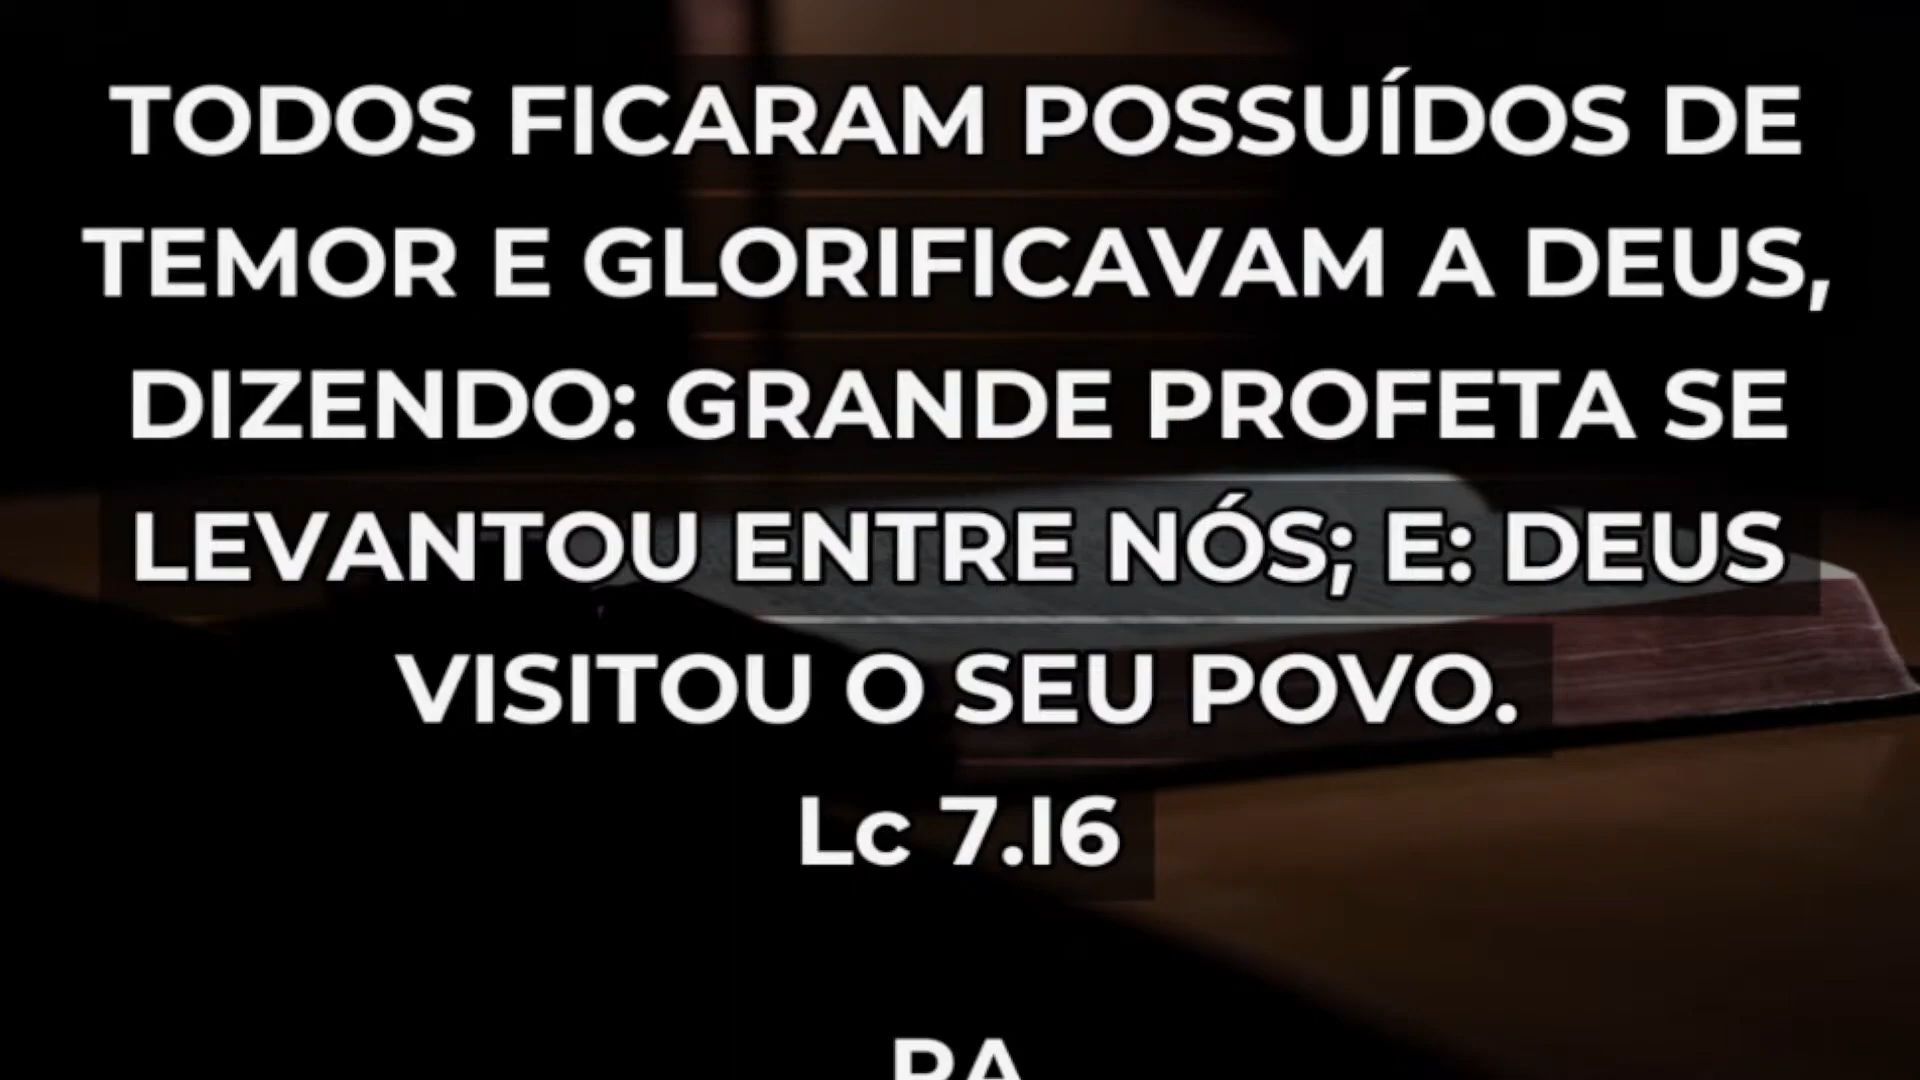 TODOS FICARAM POSSUÍDOS DE
TEMOR E GLORIFICAVAM A DEUS,
DIZENDO: GRANDE PROFETA SE
LEVANTOU ENTRE NÓS; E: DEUS
VISITOU O SEU POVO.
Lc 7.16